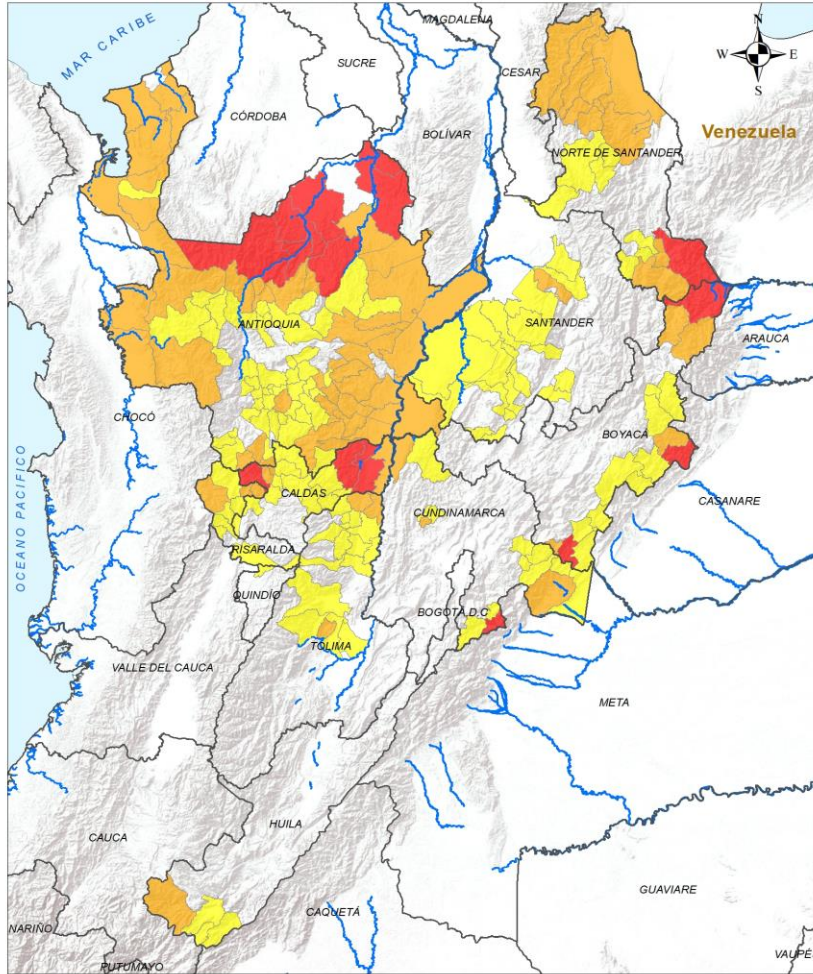 MAGDALENA
N
MAR CARIBE
SUCRE
CESAR
W
E
S
CÓRDOBA
BOLÍVAR
Venezuela
NORTE DE SANTANDER
ANTIOQUIA
SANTANDER
ARAUCA
CHOCÓ
BOYACÁ
OCEANO PACIFICO
CALDAS
CUNDINAMARCA
CASANARE
RISARALDA
QUINDÍO
BOGOTÁ D.C
TOLIMA
VALLE DEL CAUCA
META
HUILA
CAUCA
GUAVIARE
CAQUETÁ
NARIÑO
PUTUMAYO
VAUPÉ